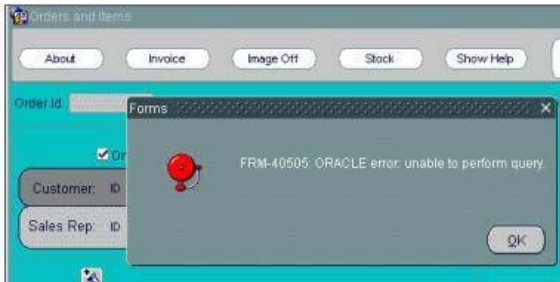 Orders and Items
About Invoice Image Off Stock Show Help
Order Id:
Forms
FRM-40505: ORACLE error: unable to perform query.
Customer: ID
Sales Rep: ID
OK